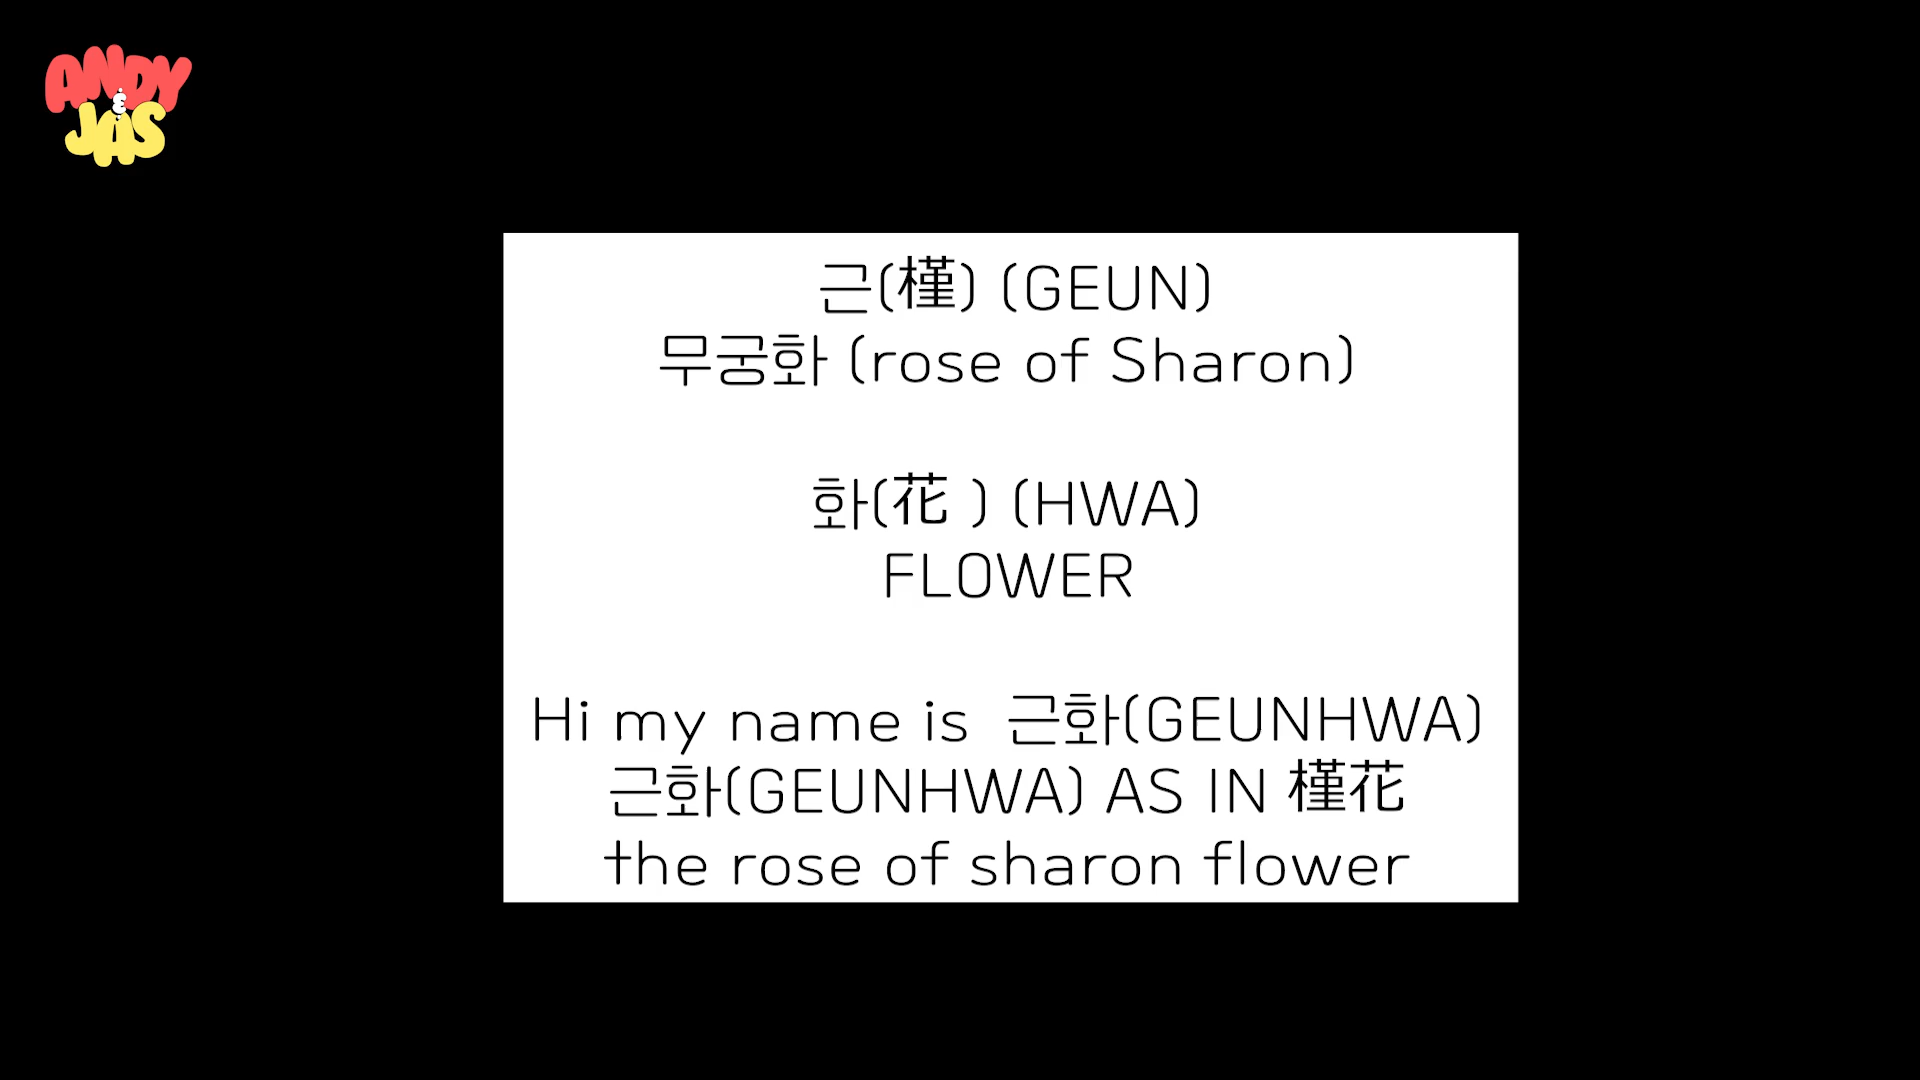 ANDY
&
JAS
근(槿) (GEUN)
무궁화 (rose of Sharon)
화(花 ) (HWA)
FLOWER
Hi my name is  근화(GEUNHWA)
근화(GEUNHWA) AS IN 槿花
the rose of sharon flower